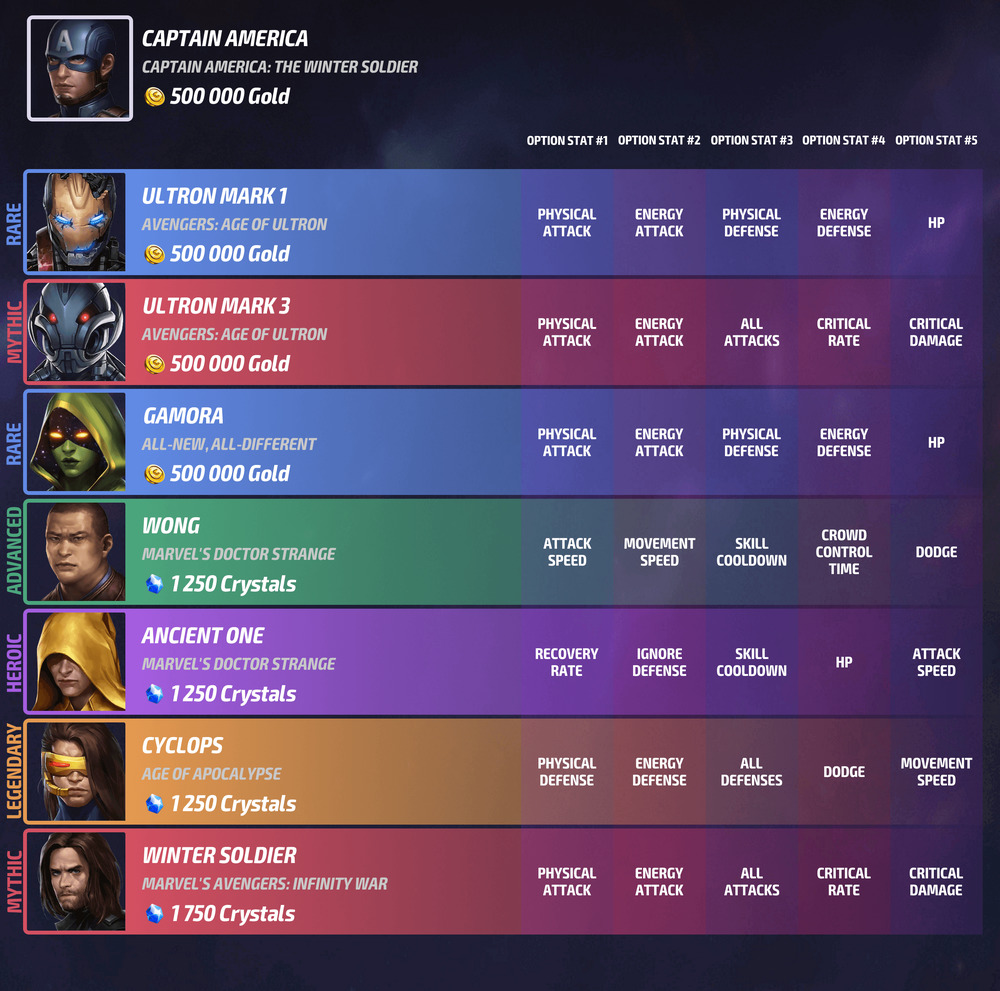 A
CAPTAIN AMERICA
CAPTAIN AMERICA: THE WINTER SOLDIER
500 000 Gold
OPTION STAT #1 OPTION STAT #2 OPTION STAT #3 OPTION STAT #4 OPTION STAT #5
RARE
ULTRON MARK 1
AVENGERS: AGE OF ULTRON
500 000 Gold
PHYSICAL
ATTACK
ENERGY
ATTACK
PHYSICAL
DEFENSE
ENERGY
DEFENSE
HP
MYTHIC
ULTRON MARK 3
AVENGERS: AGE OF ULTRON
500 000 Gold
PHYSICAL
ATTACK
ENERGY
ATTACK
ALL
ATTACKS
CRITICAL
RATE
CRITICAL
DAMAGE
RARE
GAMORA
ALL-NEW, ALL-DIFFERENT
500 000 Gold
PHYSICAL
ATTACK
ENERGY
ATTACK
PHYSICAL
DEFENSE
ENERGY
DEFENSE
HP
ADVANCED
WONG
MARVEL'S DOCTOR STRANGE
1 250 Crystals
ATTACK
SPEED
MOVEMENT
SPEED
SKILL
COOLDOWN
CROWD
CONTROL
TIME
DODGE
HEROIC
ANCIENT ONE
MARVEL'S DOCTOR STRANGE
1 250 Crystals
RECOVERY
RATE
IGNORE
DEFENSE
SKILL
COOLDOWN
HP
ATTACK
SPEED
LEGENDARY
CYCLOPS
AGE OF APOCALYPSE
1 250 Crystals
PHYSICAL
DEFENSE
ENERGY
DEFENSE
ALL
DEFENSES
DODGE
MOVEMENT
SPEED
MYTHIC
WINTER SOLDIER
MARVEL'S AVENGERS: INFINITY WAR
1 750 Crystals
PHYSICAL
ATTACK
ENERGY
ATTACK
ALL
ATTACKS
CRITICAL
RATE
CRITICAL
DAMAGE